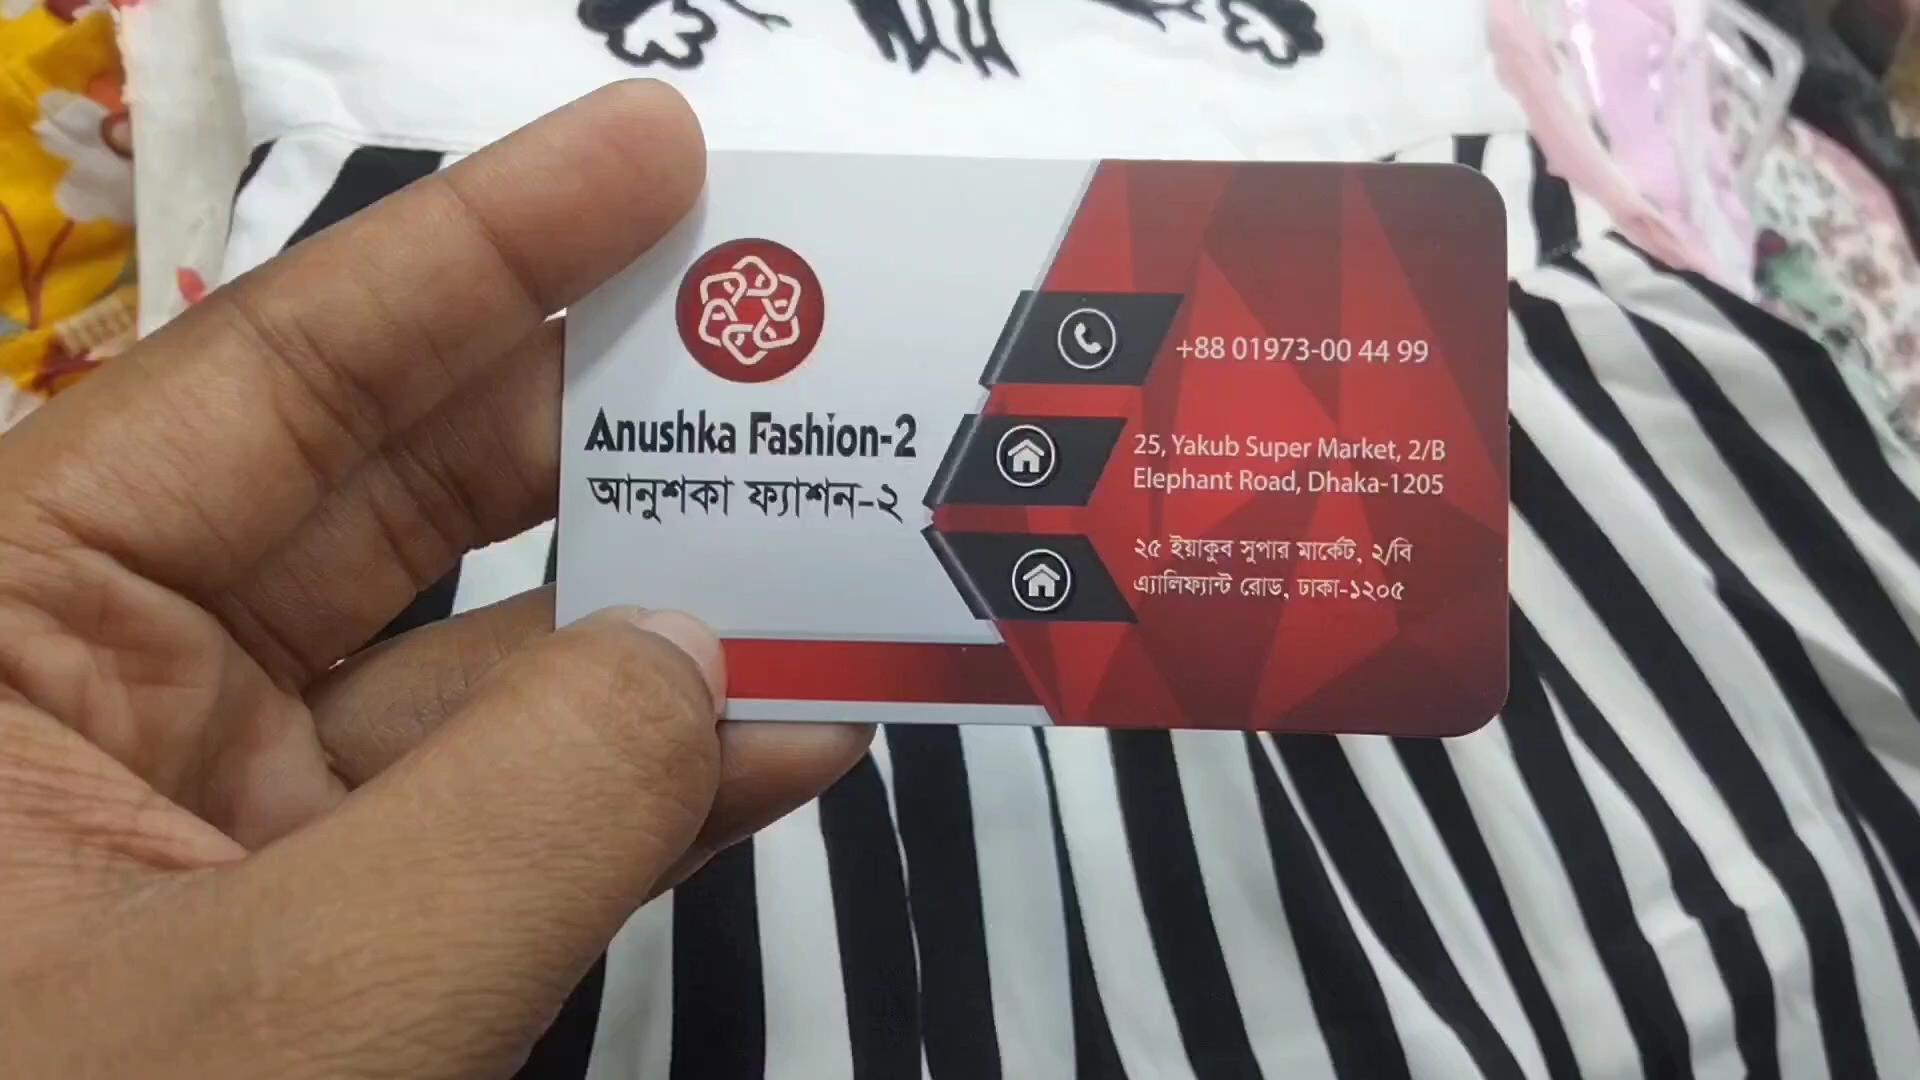 Anushka Fashion-2
আনুশকা ফ্যাশন-২
+88 01973-00 44 99
25, Yakub Super Market, 2/B
Elephant Road, Dhaka-1205
২৫ ইয়াকুব সুপার মার্কেট, ২/বি
এ্যালিফ্যান্ট রোড, ঢাকা-১২০৫